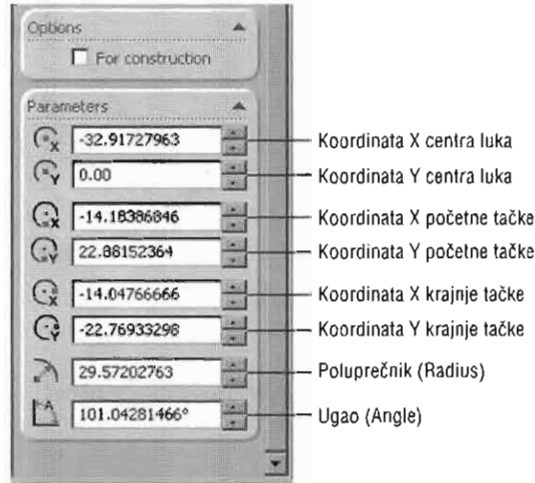 Options
For construction
Parameters
-32.91727963 Koordinata X centra luka
0.00 Koordinata Y centra luka
-14.18386846 Koordinata X početne tačke
22.88152364 Koordinata Y početne tačke
-14.04766666 Koordinata X krajnje tačke
-22.76933298 Koordinata Y krajnje tačke
29.57202763 Poluprečnik (Radius)
101.04281466° Ugao (Angle)